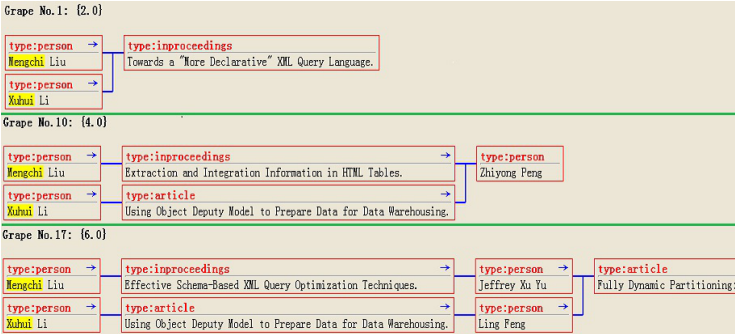 Grape No.1: {2.0}
type:person → type:inproceedings
Mengchi Liu Towards a "More Declarative" XML Query Language.
type:person →
Xuhui Li
Grape No.10: {4.0}
type:person → type:inproceedings → type:person
Mengchi Liu Extraction and Integration Information in HTML Tables. Zhiyong Peng
type:person → type:article →
Xuhui Li Using Object Deputy Model to Prepare Data for Data Warehousing.
Grape No.17: {6.0}
type:person → type:inproceedings → type:person → type:article
Mengchi Liu Effective Schema-Based XML Query Optimization Techniques. Jeffrey Xu Yu Fully Dynamic Partitioning:
type:person → type:article → type:person →
Xuhui Li Using Object Deputy Model to Prepare Data for Data Warehousing. Ling Feng